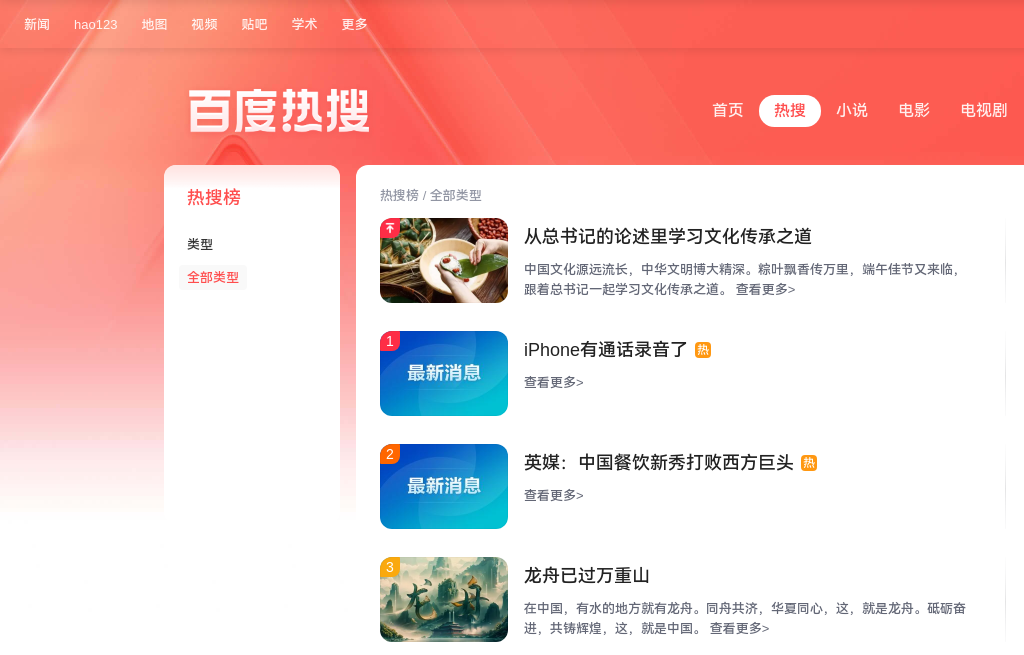 新闻 hao123 地图 视频 贴吧 学术 更多
百度热搜
首页 热搜 小说 电影 电视剧
热搜榜
类型
全部类型
热搜榜 / 全部类型
从总书记的论述里学习文化传承之道
中国文化源远流长，中华文明博大精深。粽叶飘香传万里，端午佳节又来临，
跟着总书记一起学习文化传承之道。 查看更多>
1
最新消息
iPhone有通话录音了 热
查看更多>
2
最新消息
英媒：中国餐饮新秀打败西方巨头 热
查看更多>
3
龙舟
龙舟已过万重山
在中国，有水的地方就有龙舟。同舟共济，华夏同心，这，就是龙舟。砥砺奋
进，共铸辉煌，这，就是中国。 查看更多>